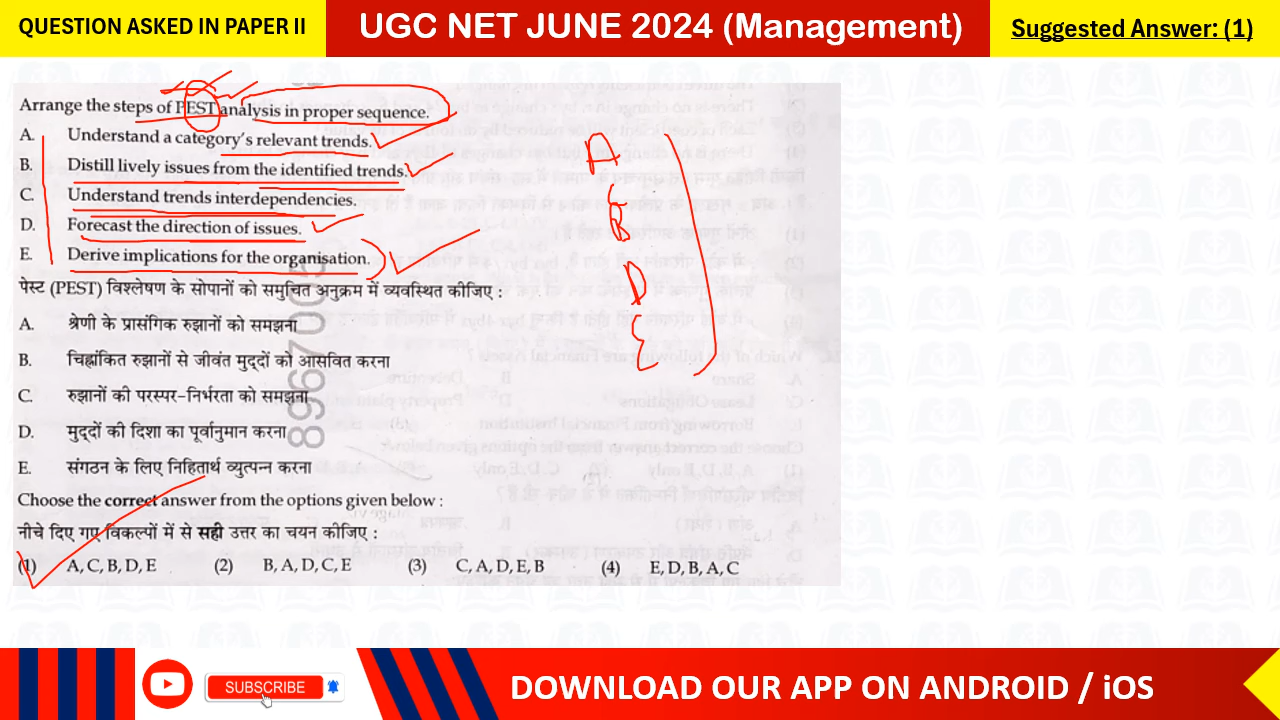 QUESTION ASKED IN PAPER II
UGC NET JUNE 2024 (Management)
Suggested Answer: (1)
Arrange the steps of PEST analysis in proper sequence.
A. Understand a category's relevant trends.
B. Distill lively issues from the identified trends.
C. Understand trends interdependencies.
D. Forecast the direction of issues.
E. Derive implications for the organisation.
पेस्ट (PEST) विश्लेषण के सोपानों को समुचित अनुक्रम में व्यवस्थित कीजिए :
A. श्रेणी के प्रासंगिक रुझानों को समझना
B. चिह्नांकित रुझानों से जीवंत मुद्दों को आसवित करना
C. रुझानों की परस्पर-निर्भरता को समझना
D. मुद्दों की दिशा का पूर्वानुमान करना
E. संगठन के लिए निहितार्थ व्युत्पन्न करना
Choose the correct answer from the options given below :
नीचे दिए गए विकल्पों में से सही उत्तर का चयन कीजिए :
(1) A, C, B, D, E (2) B, A, D, C, E (3) C, A, D, E, B (4) E, D, B, A, C
A
C
B
D
E
SUBSCRIBE
DOWNLOAD OUR APP ON ANDROID / iOS